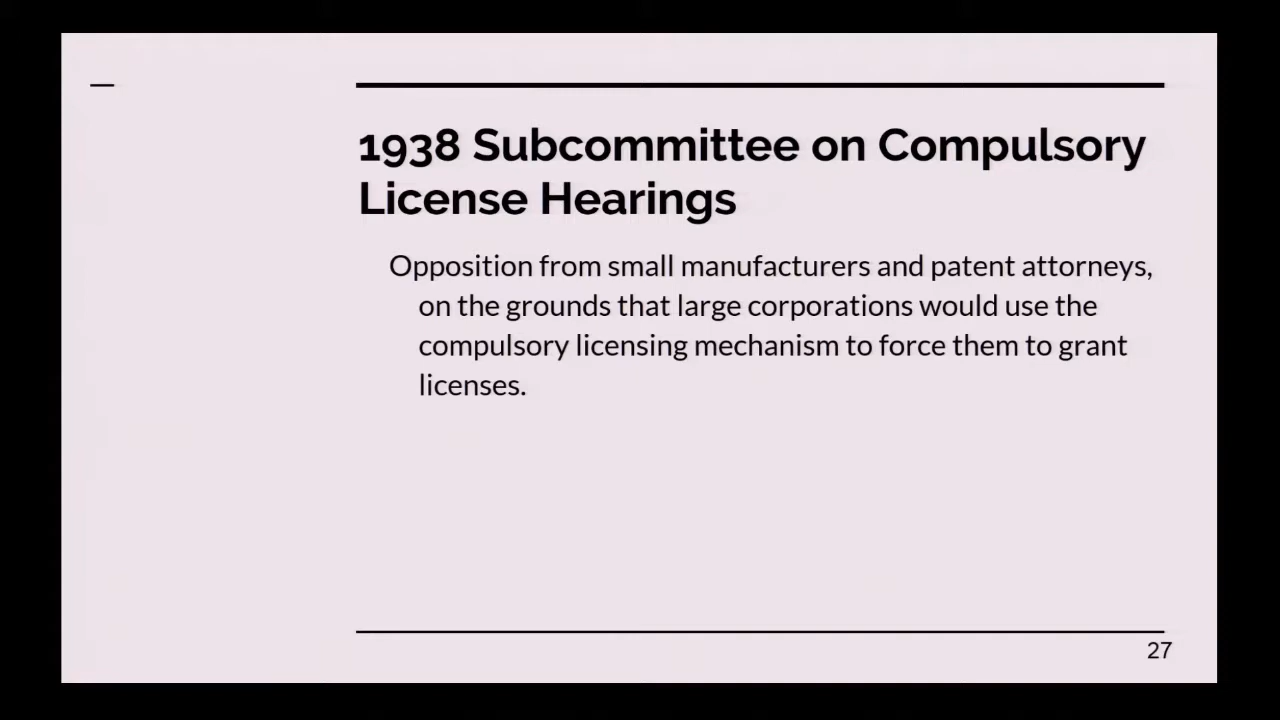 1938 Subcommittee on Compulsory
License Hearings
Opposition from small manufacturers and patent attorneys,
on the grounds that large corporations would use the
compulsory licensing mechanism to force them to grant
licenses.
27